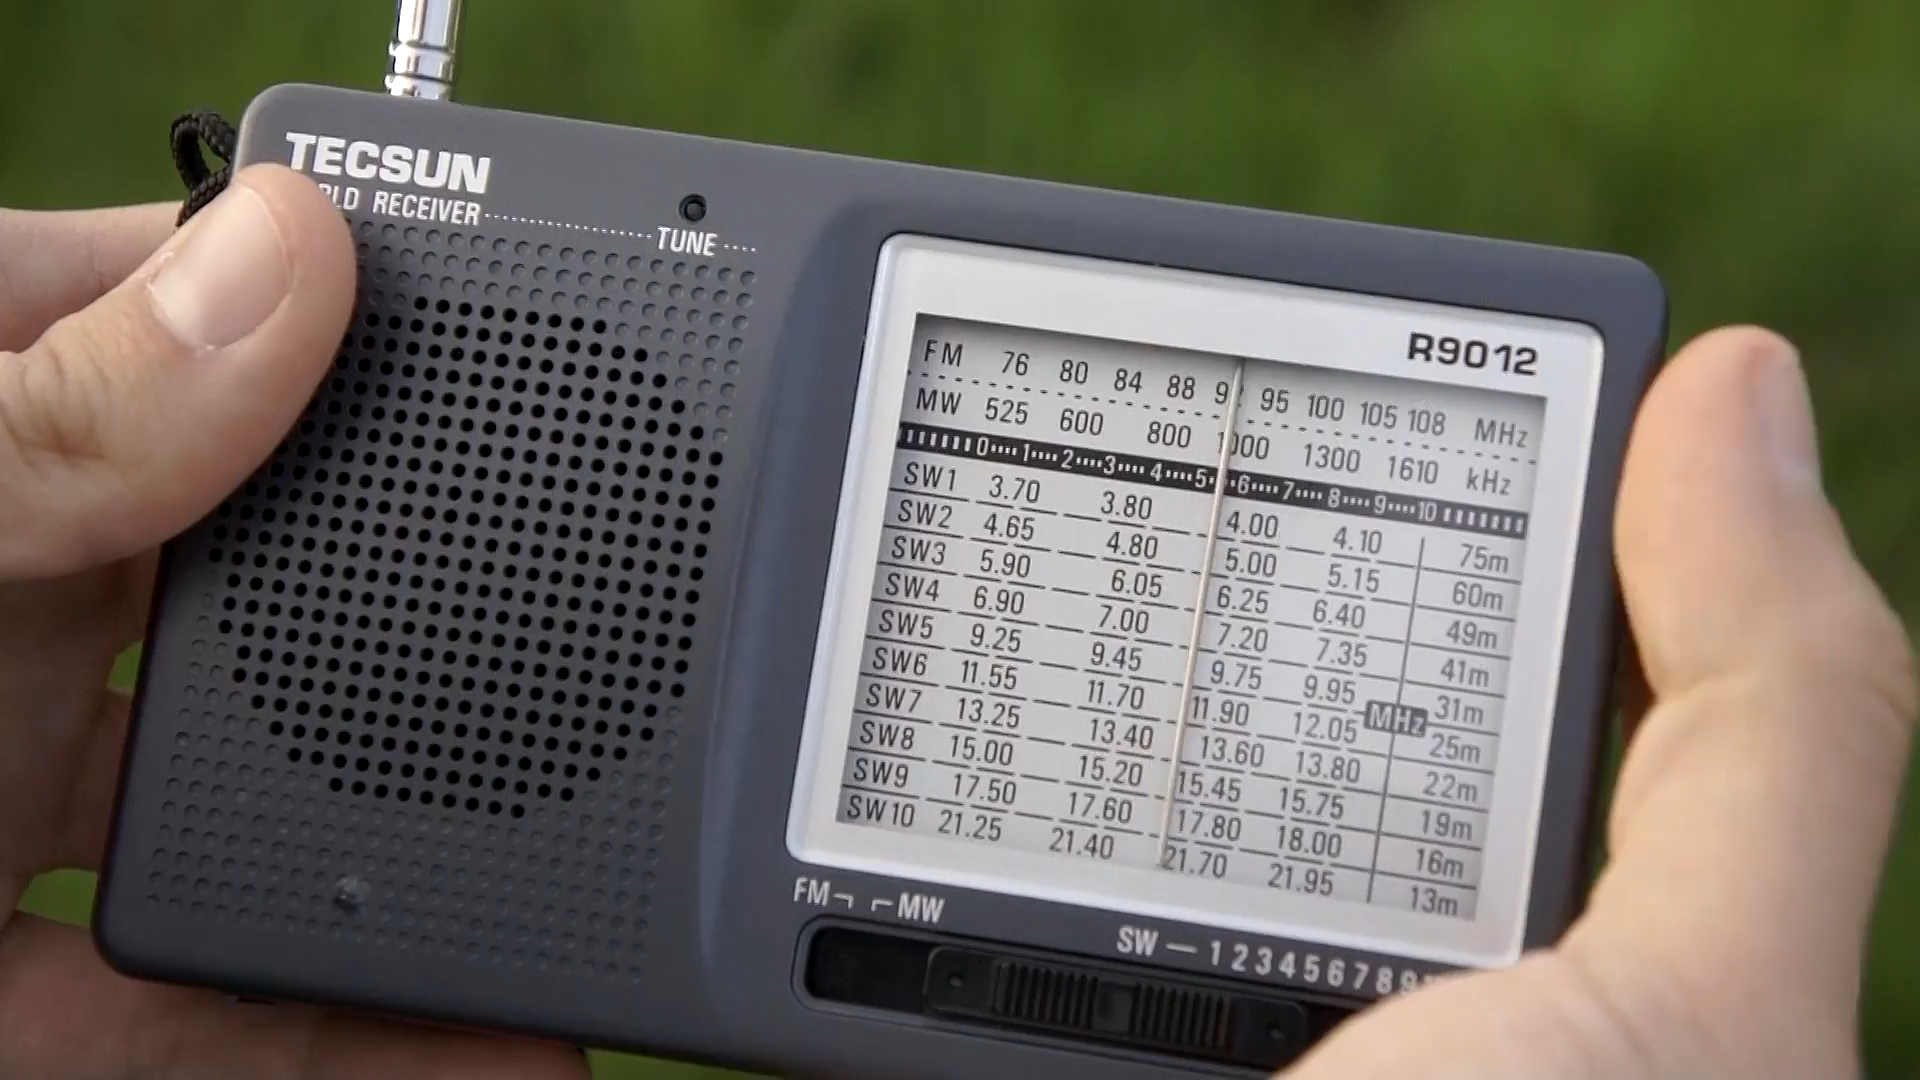 TECSUN
RECEIVER
TUNE
R9012
FM 76 80 84 88 95 100 105 108 MHz
MW 525 600 800 1000 1300 1610 kHz
0 1 2 3 4 5 6 7 8 9 10
SW1 3.70 3.80 4.00 4.10 75m
SW2 4.65 4.80 5.00 5.15 60m
SW3 5.90 6.05 6.25 6.40 49m
SW4 6.90 7.00 7.20 7.35 41m
SW5 9.25 9.45 9.75 9.95 31m
SW6 11.55 11.70 11.90 12.05 MHz 25m
SW7 13.25 13.40 13.60 13.80 22m
SW8 15.00 15.20 15.45 15.75 19m
SW9 17.50 17.60 17.80 18.00 16m
SW10 21.25 21.40 21.70 21.95 13m
FM MW
SW — 1 2 3 4 5 6 7 8 9